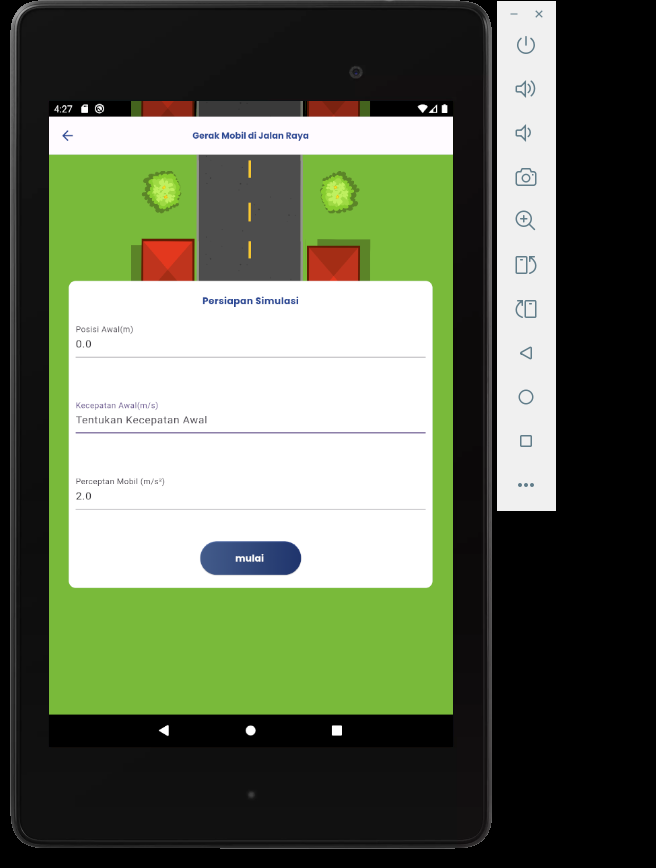 4:27
Gerak Mobil di Jalan Raya
Persiapan Simulasi
Posisi Awal(m)
0.0
Kecepatan Awal(m/s)
Tentukan Kecepatan Awal
Perceptan Mobil (m/s²)
2.0
mulai